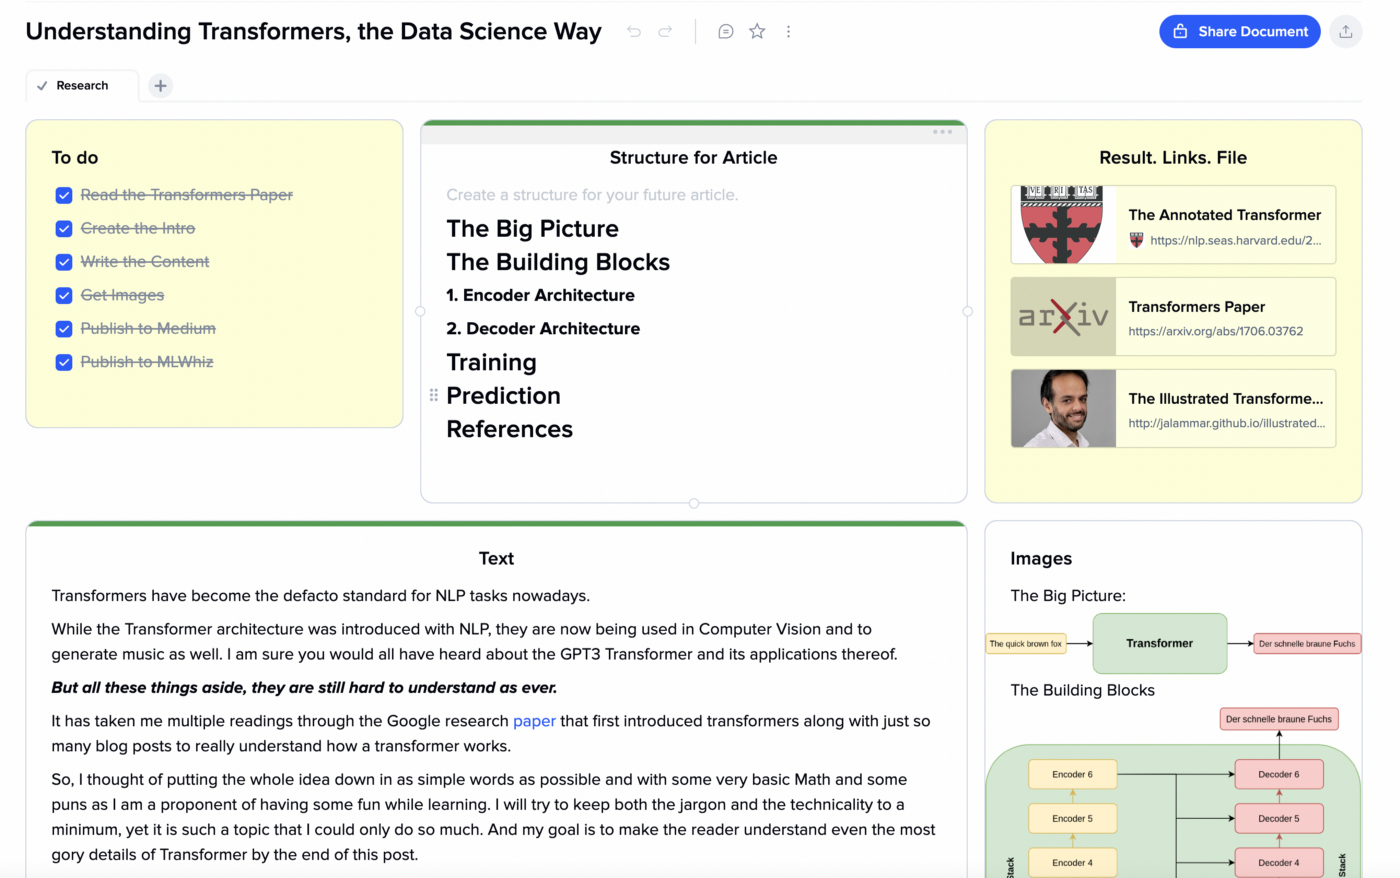 Understanding Transformers, the Data Science Way
Share Document
Research
To do
Read the Transformers Paper
Create the Intro
Write the Content
Get Images
Publish to Medium
Publish to MLWhiz
Structure for Article
Create a structure for your future article.
The Big Picture
The Building Blocks
1. Encoder Architecture
2. Decoder Architecture
Training
Prediction
References
Result. Links. File
VE RI TAS
The Annotated Transformer
https://nlp.seas.harvard.edu/2...
arXiv
Transformers Paper
https://arxiv.org/abs/1706.03762
The Illustrated Transforme...
http://jalammar.github.io/illustrated...
Text
Transformers have become the defacto standard for NLP tasks nowadays.
While the Transformer architecture was introduced with NLP, they are now being used in Computer Vision and to
generate music as well. I am sure you would all have heard about the GPT3 Transformer and its applications thereof.
But all these things aside, they are still hard to understand as ever.
It has taken me multiple readings through the Google research paper that first introduced transformers along with just so
many blog posts to really understand how a transformer works.
So, I thought of putting the whole idea down in as simple words as possible and with some very basic Math and some
puns as I am a proponent of having some fun while learning. I will try to keep both the jargon and the technicality to a
minimum, yet it is such a topic that I could only do so much. And my goal is to make the reader understand even the most
gory details of Transformer by the end of this post.
Images
The Big Picture:
The quick brown fox
Transformer
Der schnelle braune Fuchs
The Building Blocks
Der schnelle braune Fuchs
Encoder 6
Decoder 6
Encoder 5
Decoder 5
Encoder 4
Decoder 4
Stack
Stack